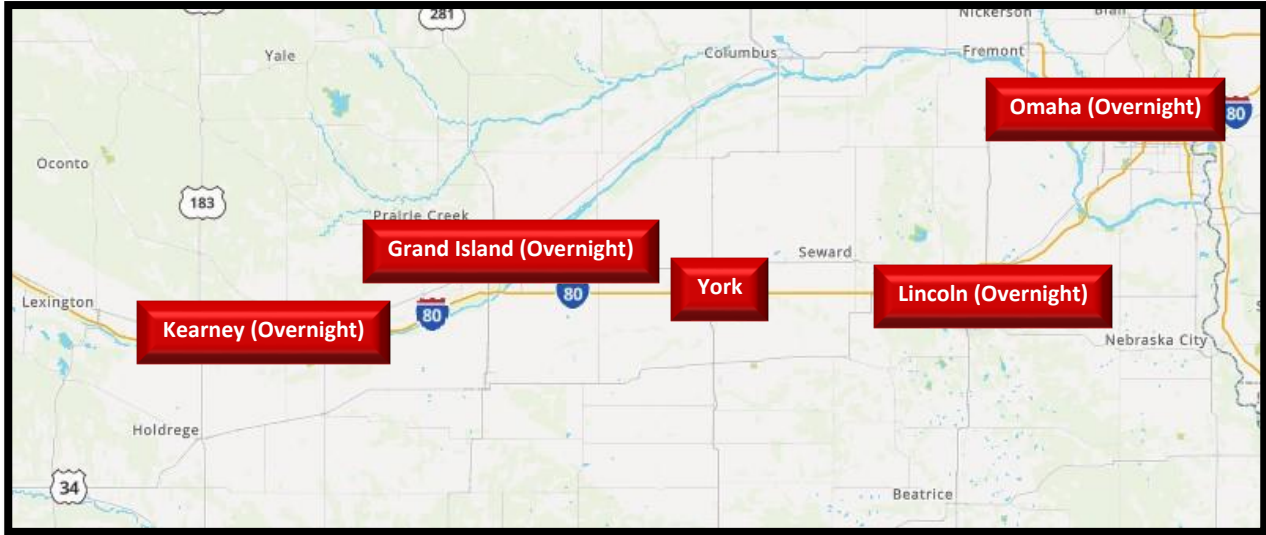 281
Nickerson
Yale
Columbus
Fremont
Omaha (Overnight)
80
Oconto
183
Prairie Creek
Grand Island (Overnight)
Seward
York
Lincoln (Overnight)
80
Lexington
80
Kearney (Overnight)
Nebraska City
Holdrege
34
Beatrice